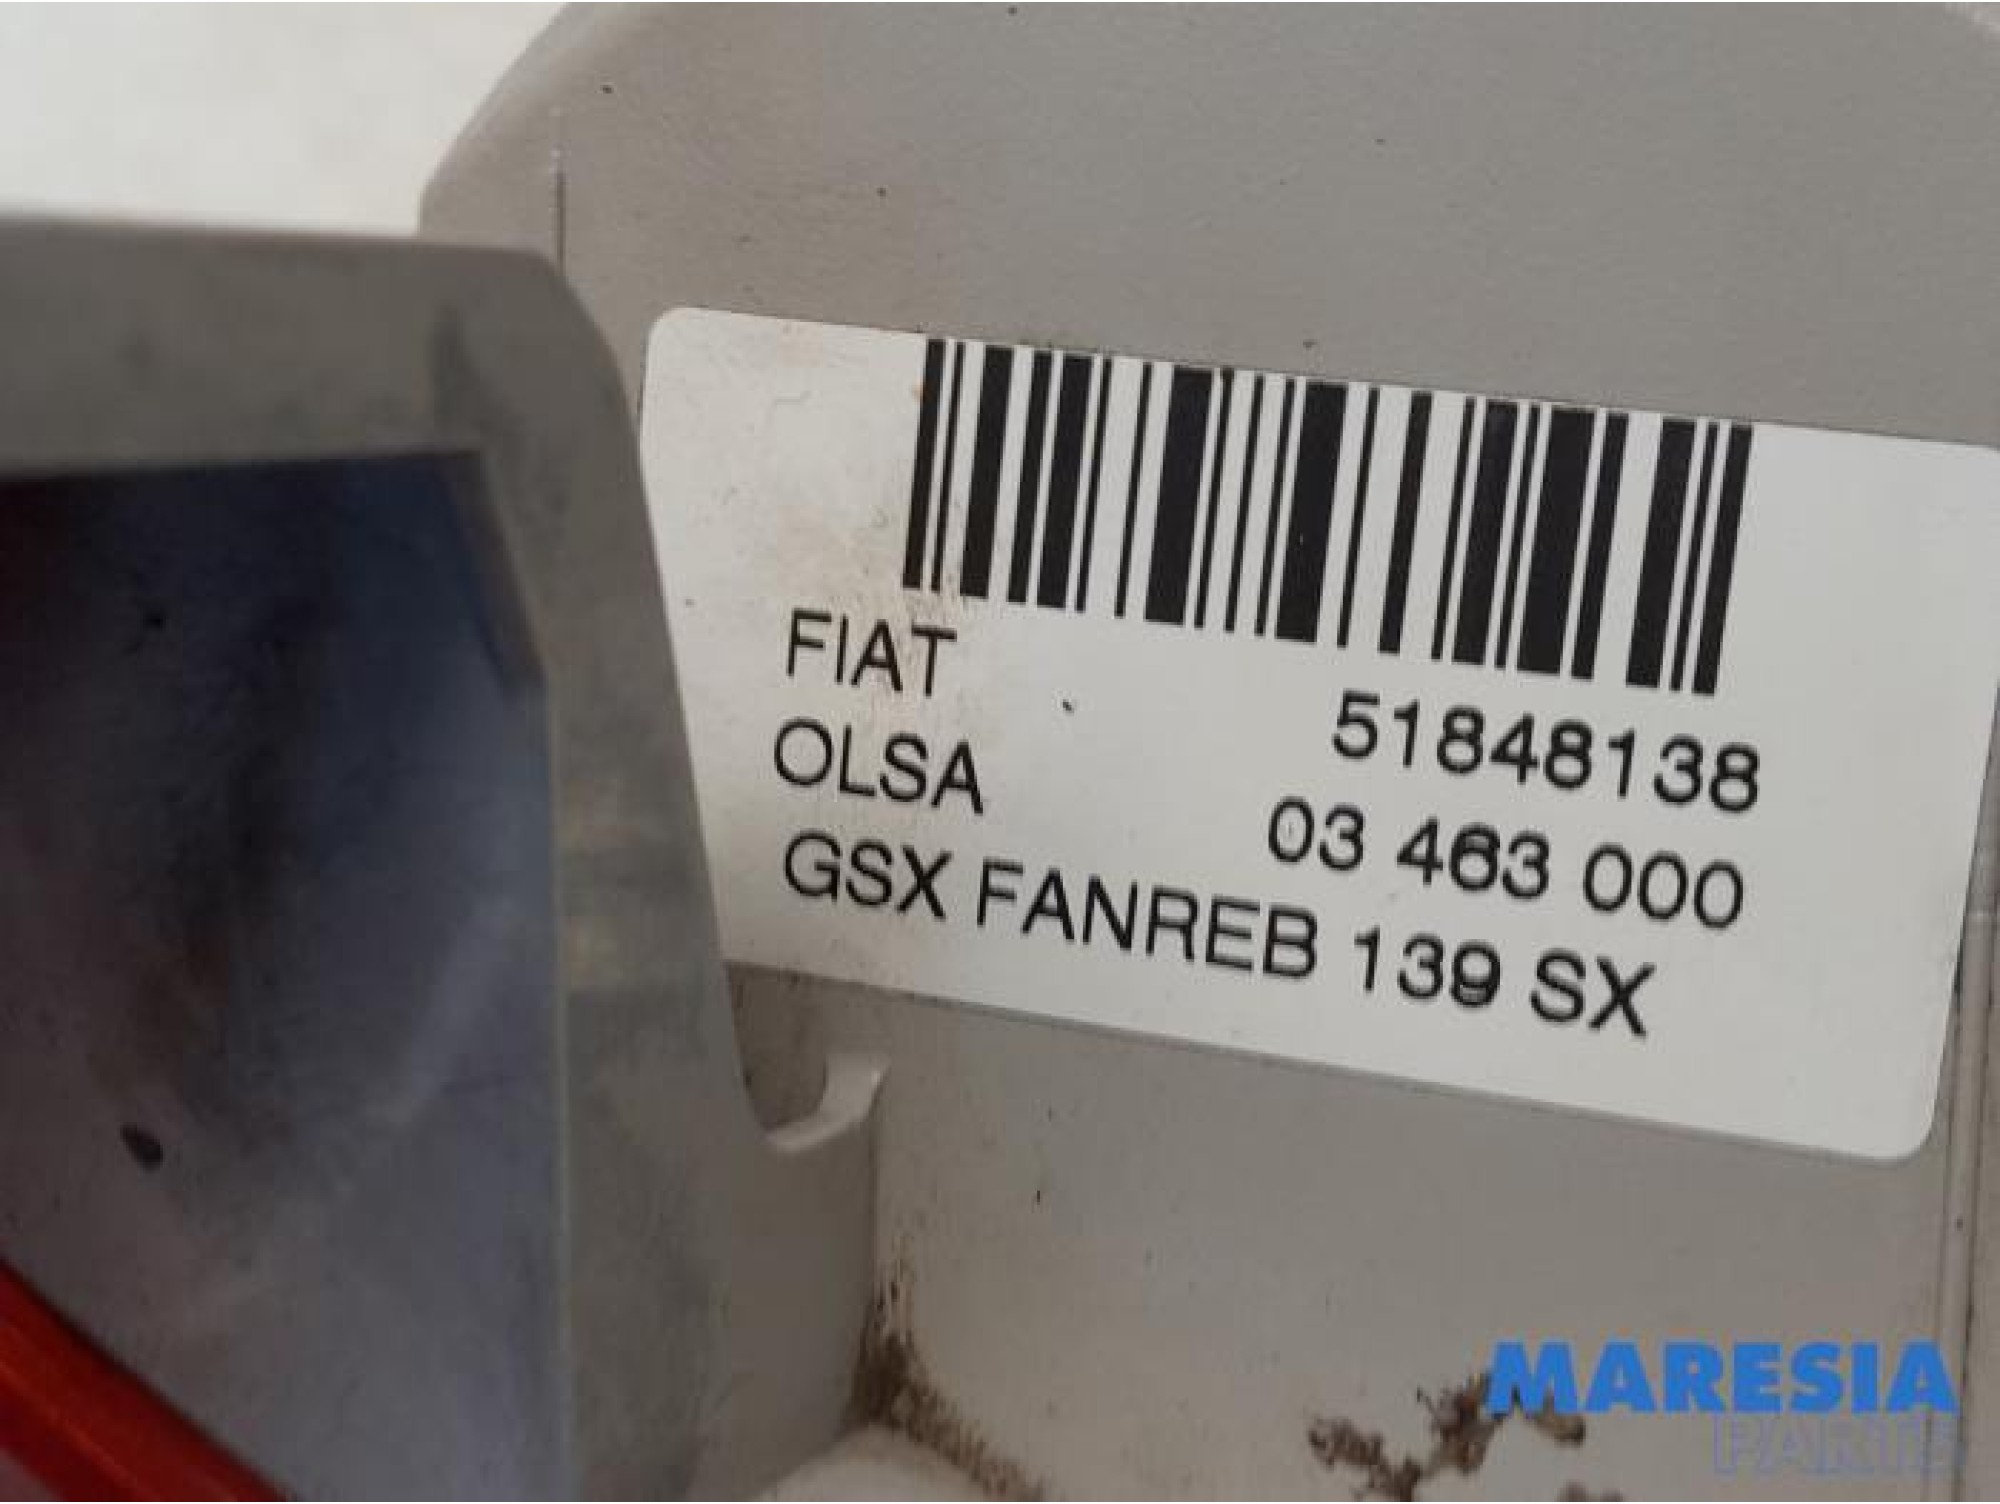 FIAT 51848138
OLSA 03 463 000
GSX FANREB 139 SX
MARESIA
PARTS